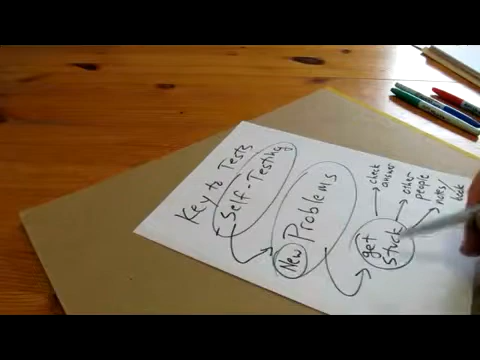 Key to Tests
Self-Testing
New Problems
get
stuck
check
answer
other
people
notes/
book